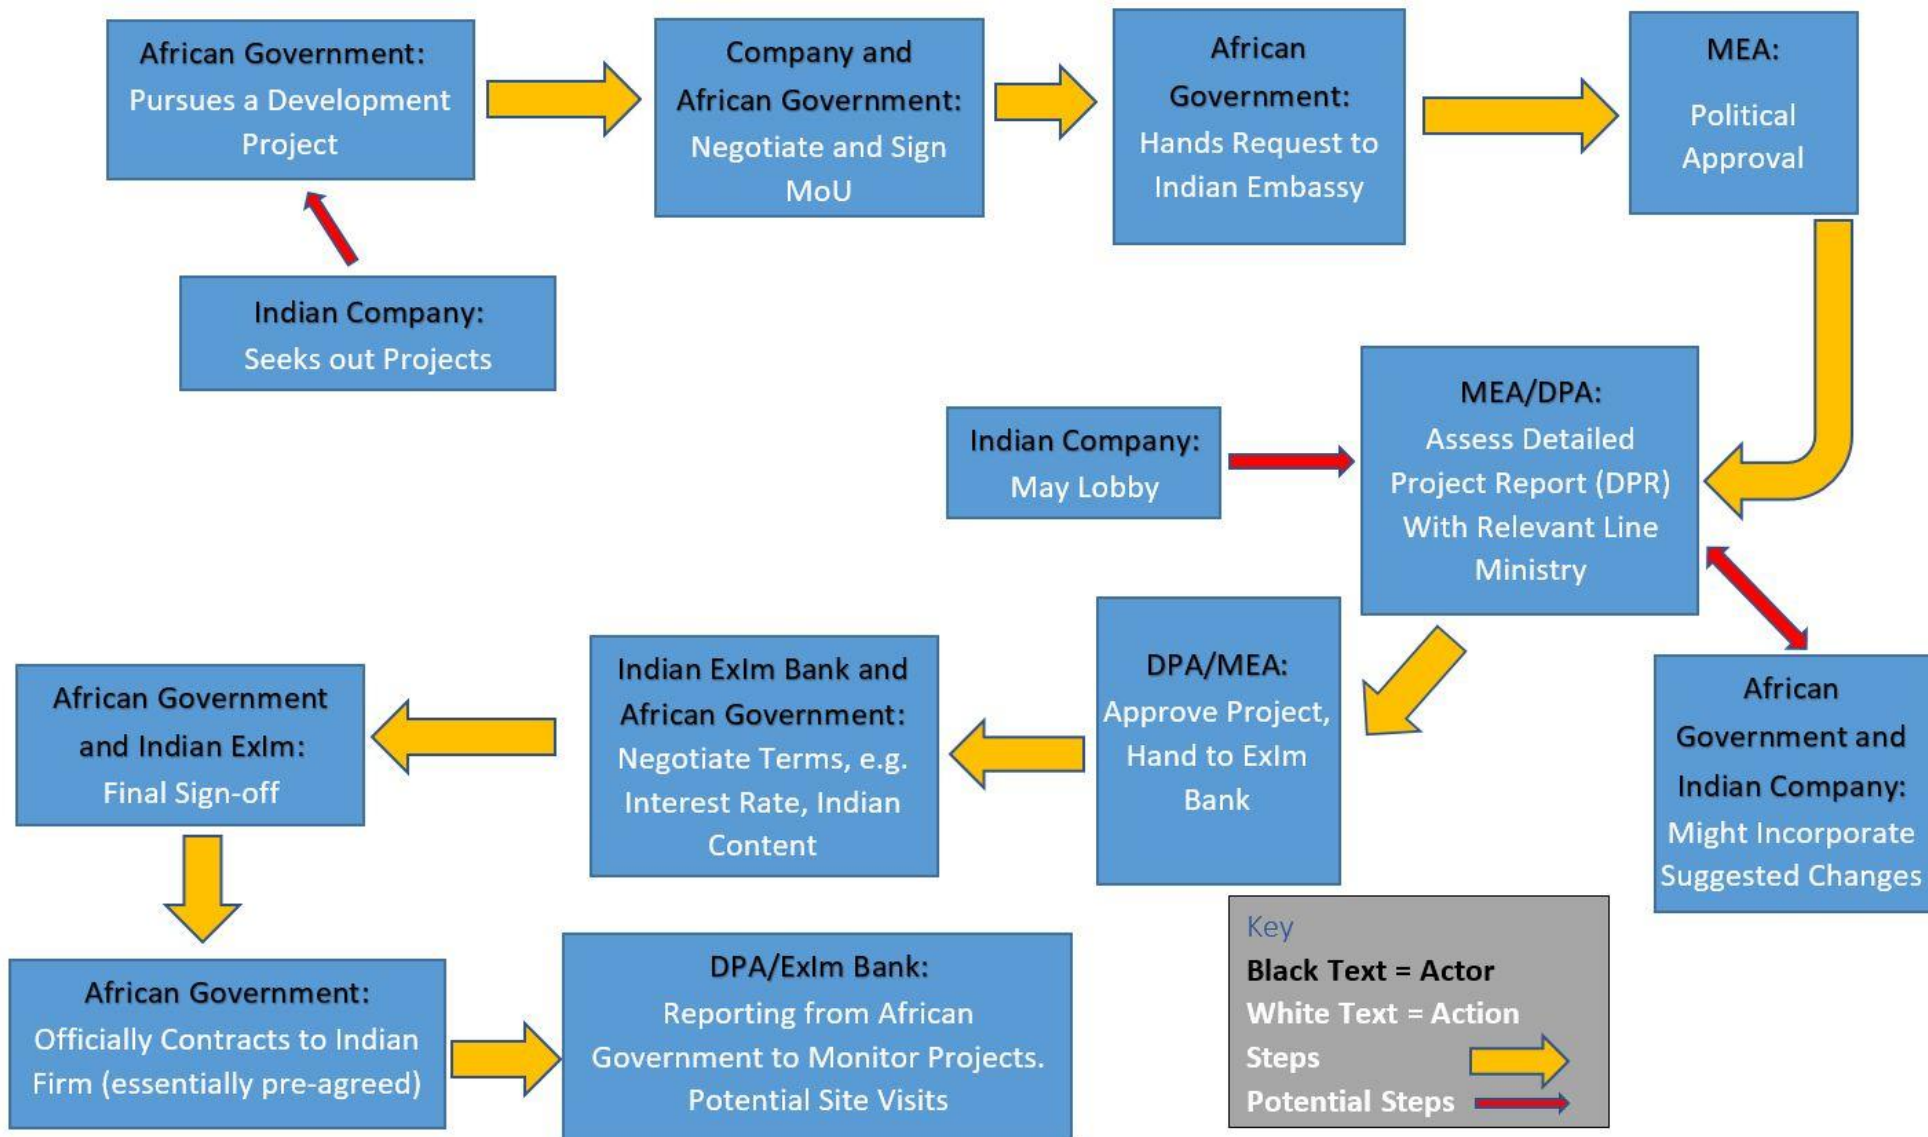 African Government:
Pursues a Development
Project
Company and
African Government:
Negotiate and Sign
MoU
African
Government:
Hands Request to
Indian Embassy
MEA:
Political
Approval
Indian Company:
Seeks out Projects
Indian Company:
May Lobby
MEA/DPA:
Assess Detailed
Project Report (DPR)
With Relevant Line
Ministry
African
Government and
Indian Company:
Might Incorporate
Suggested Changes
DPA/MEA:
Approve Project,
Hand to ExIm
Bank
Indian ExIm Bank and
African Government:
Negotiate Terms, e.g.
Interest Rate, Indian
Content
African Government
and Indian ExIm:
Final Sign-off
African Government:
Officially Contracts to Indian
Firm (essentially pre-agreed)
DPA/ExIm Bank:
Reporting from African
Government to Monitor Projects.
Potential Site Visits
Key
Black Text = Actor
White Text = Action
Steps
Potential Steps